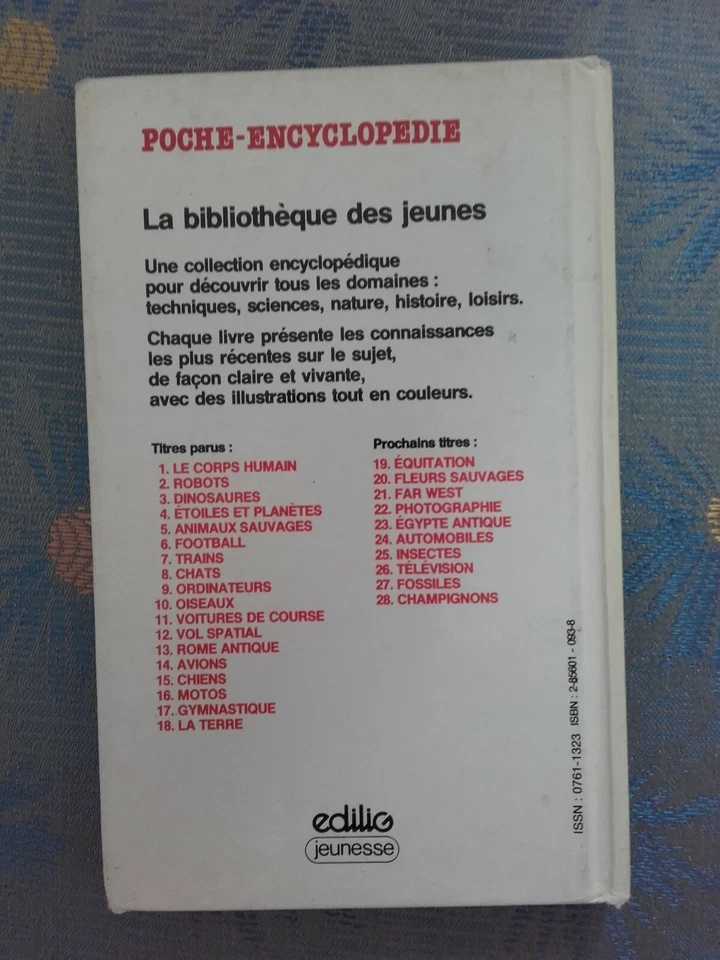 POCHE-ENCYCLOPEDIE
La bibliothèque des jeunes
Une collection encyclopédique
pour découvrir tous les domaines :
techniques, sciences, nature, histoire, loisirs.
Chaque livre présente les connaissances
les plus récentes sur le sujet,
de façon claire et vivante,
avec des illustrations tout en couleurs.
Titres parus :
1. LE CORPS HUMAIN
2. ROBOTS
3. DINOSAURES
4. ÉTOILES ET PLANÈTES
5. ANIMAUX SAUVAGES
6. FOOTBALL
7. TRAINS
8. CHATS
9. ORDINATEURS
10. OISEAUX
11. VOITURES DE COURSE
12. VOL SPATIAL
13. ROME ANTIQUE
14. AVIONS
15. CHIENS
16. MOTOS
17. GYMNASTIQUE
18. LA TERRE
Prochains titres :
19. ÉQUITATION
20. FLEURS SAUVAGES
21. FAR WEST
22. PHOTOGRAPHIE
23. ÉGYPTE ANTIQUE
24. AUTOMOBILES
25. INSECTES
26. TÉLÉVISION
27. FOSSILES
28. CHAMPIGNONS
ISSN : 0761-1323 ISBN : 2-85601 - 093-8
edilig
jeunesse